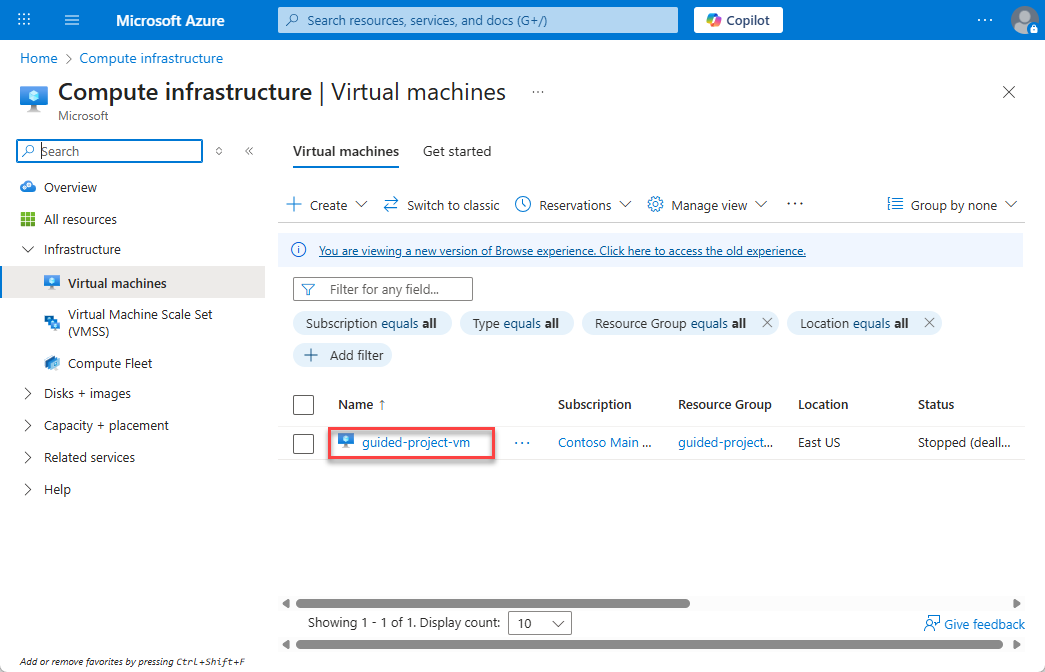 Microsoft Azure
Search resources, services, and docs (G+/)
Copilot
Home > Compute infrastructure
Compute infrastructure | Virtual machines
Microsoft
Search
Overview
All resources
Infrastructure
Virtual machines
Virtual Machine Scale Set
(VMSS)
Compute Fleet
Disks + images
Capacity + placement
Related services
Help
Add or remove favorites by pressing Ctrl+Shift+F
Virtual machines Get started
Create Switch to classic Reservations Manage view ... Group by none
You are viewing a new version of Browse experience. Click here to access the old experience.
Filter for any field...
Subscription equals all Type equals all Resource Group equals all Location equals all
Add filter
Name ↑ Subscription Resource Group Location Status
guided-project-vm ... Contoso Main ... guided-project... East US Stopped (deall...
Showing 1 - 1 of 1. Display count: 10
Give feedback